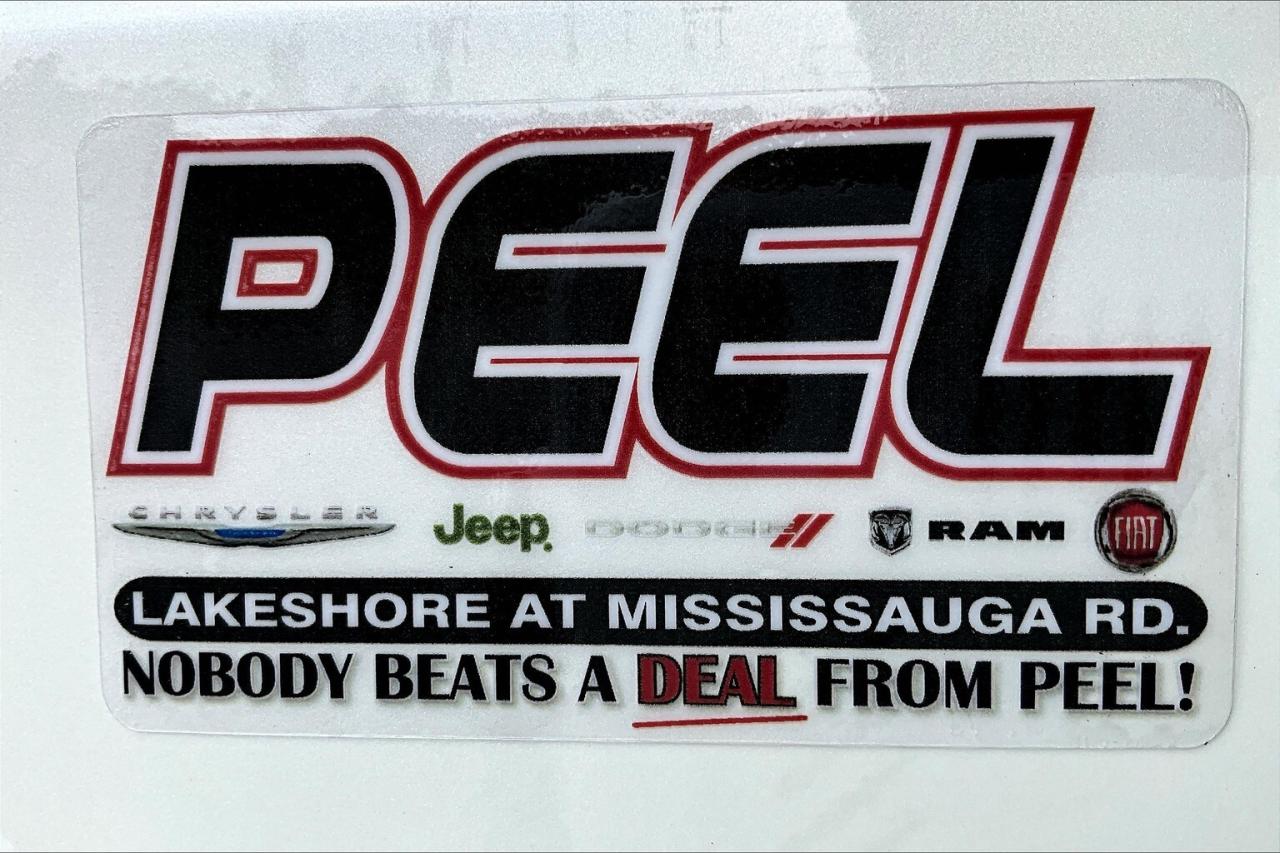 PEEL
CHRYSLER Jeep DODGE RAM FIAT
LAKESHORE AT MISSISSAUGA RD.
NOBODY BEATS A DEAL FROM PEEL!